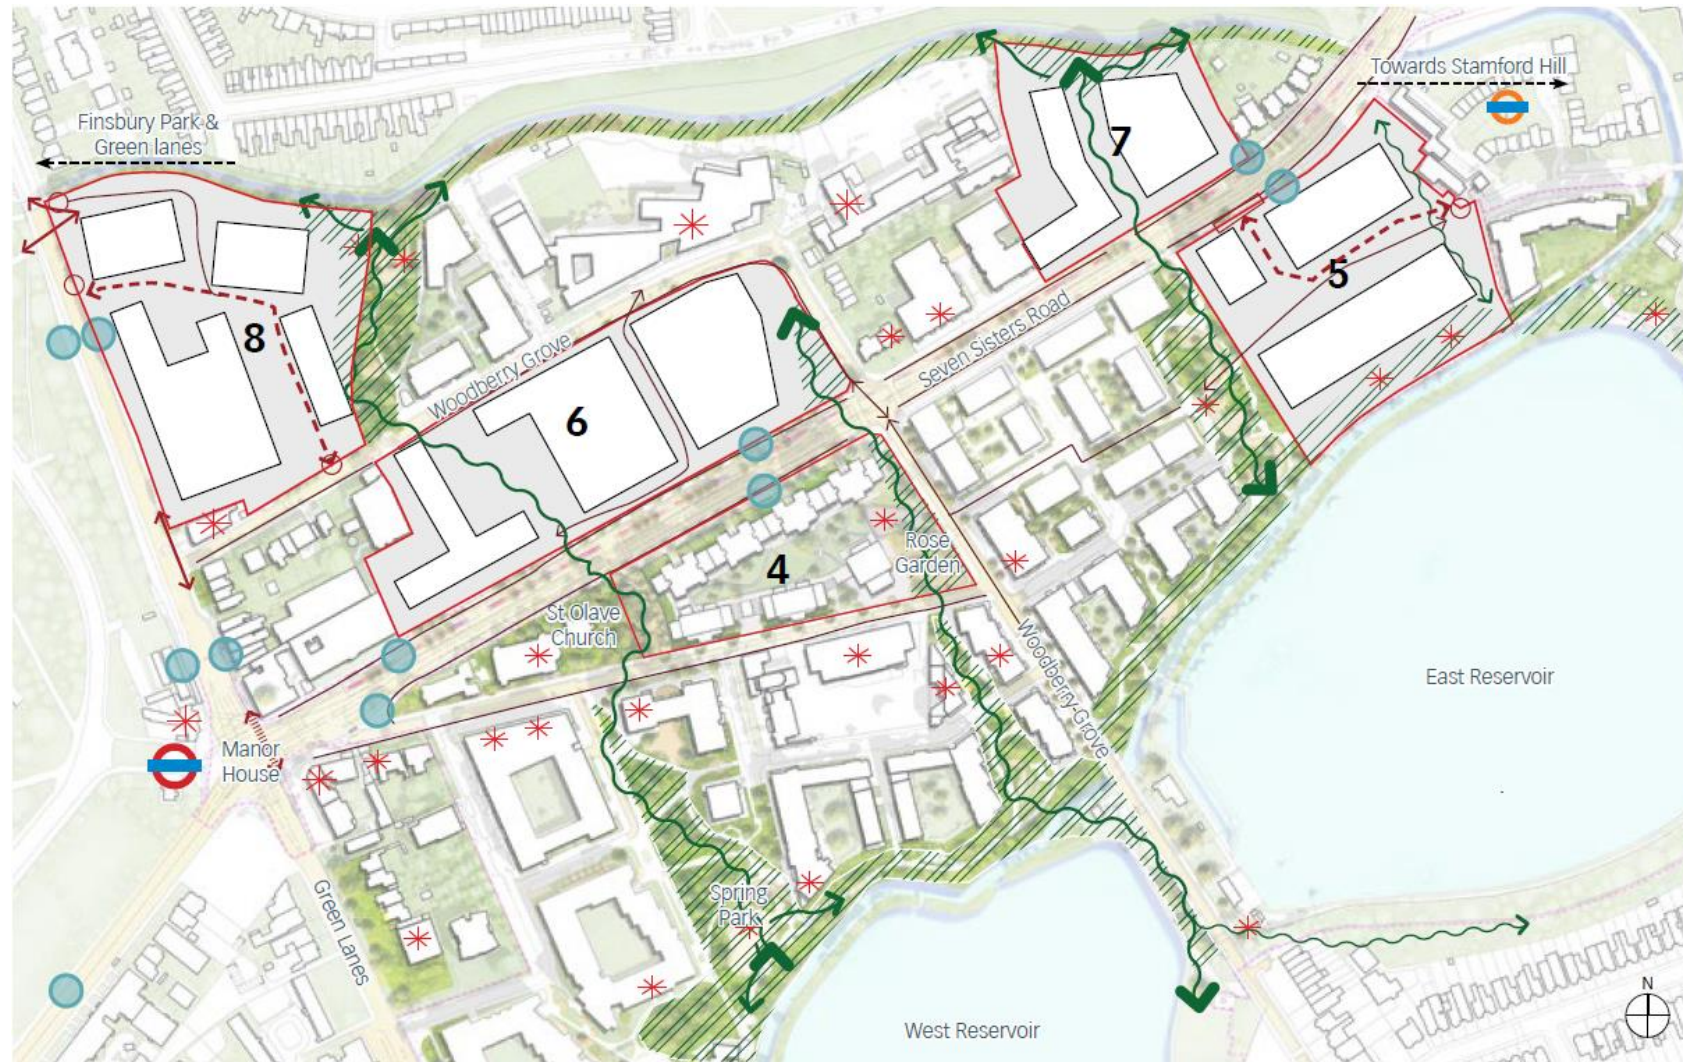 Towards Stamford Hill
Finsbury Park &
Green lanes
7
5
8
Woodberry Grove
Seven Sisters Road
6
4
Rose
Garden
St Olave
Church
Woodberry Grove
East Reservoir
Manor
House
Green Lanes
Spring
Park
West Reservoir
N